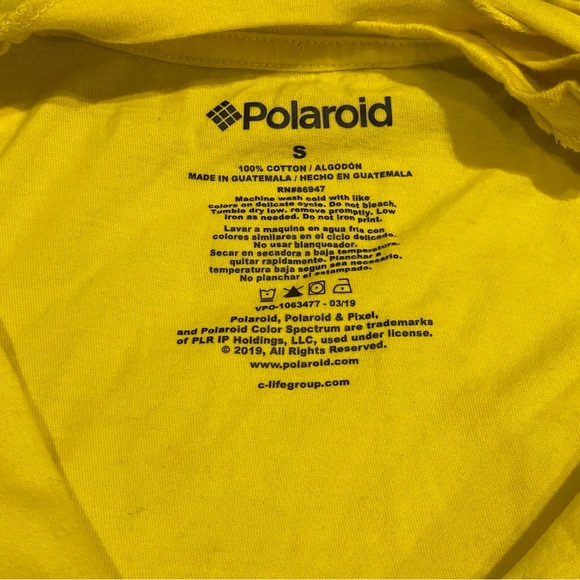 Polaroid
S
100% COTTON / ALGODÓN
MADE IN GUATEMALA / HECHO EN GUATEMALA
RN#86947
Machine wash cold with like
colors on delicate cycle. Do not bleach.
Tumble dry low, remove promptly. Low
iron as needed. Do not iron print.
Lavar a maquina en agua fria con
colores similares en el ciclo delicado.
No usar blanqueador.
Secar en secadora a baja temperatura,
quitar rapidamente. Planchar a
temperatura baja segun sea necesario.
No planchar el estampado.
VPO-1063477 - 03/19
Polaroid, Polaroid & Pixel,
and Polaroid Color Spectrum are trademarks
of PLR IP Holdings, LLC, used under license.
© 2019, All Rights Reserved.
www.polaroid.com
c-lifegroup.com